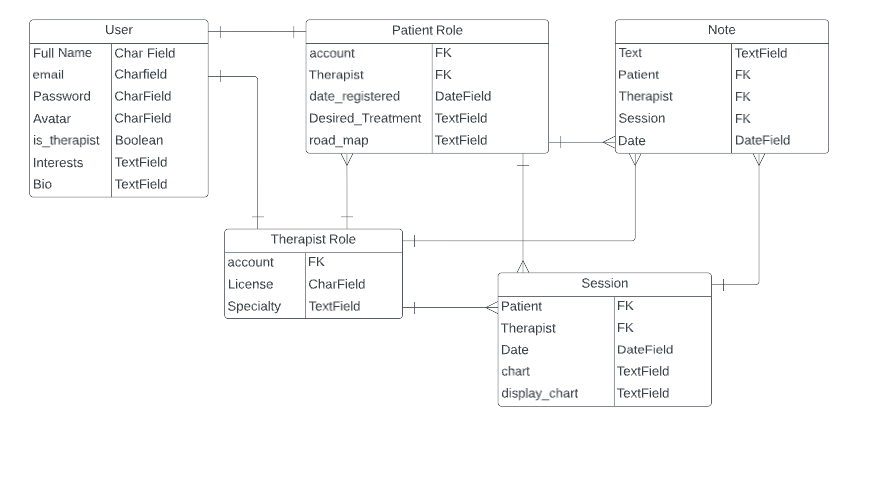 User
Full Name Char Field
email Charfield
Password CharField
Avatar CharField
is_therapist Boolean
Interests TextField
Bio TextField
Patient Role
account FK
Therapist FK
date_registered DateField
Desired_Treatment TextField
road_map TextField
Note
Text TextField
Patient FK
Therapist FK
Session FK
Date DateField
Therapist Role
account FK
License CharField
Specialty TextField
Session
Patient FK
Therapist FK
Date DateField
chart TextField
display_chart TextField